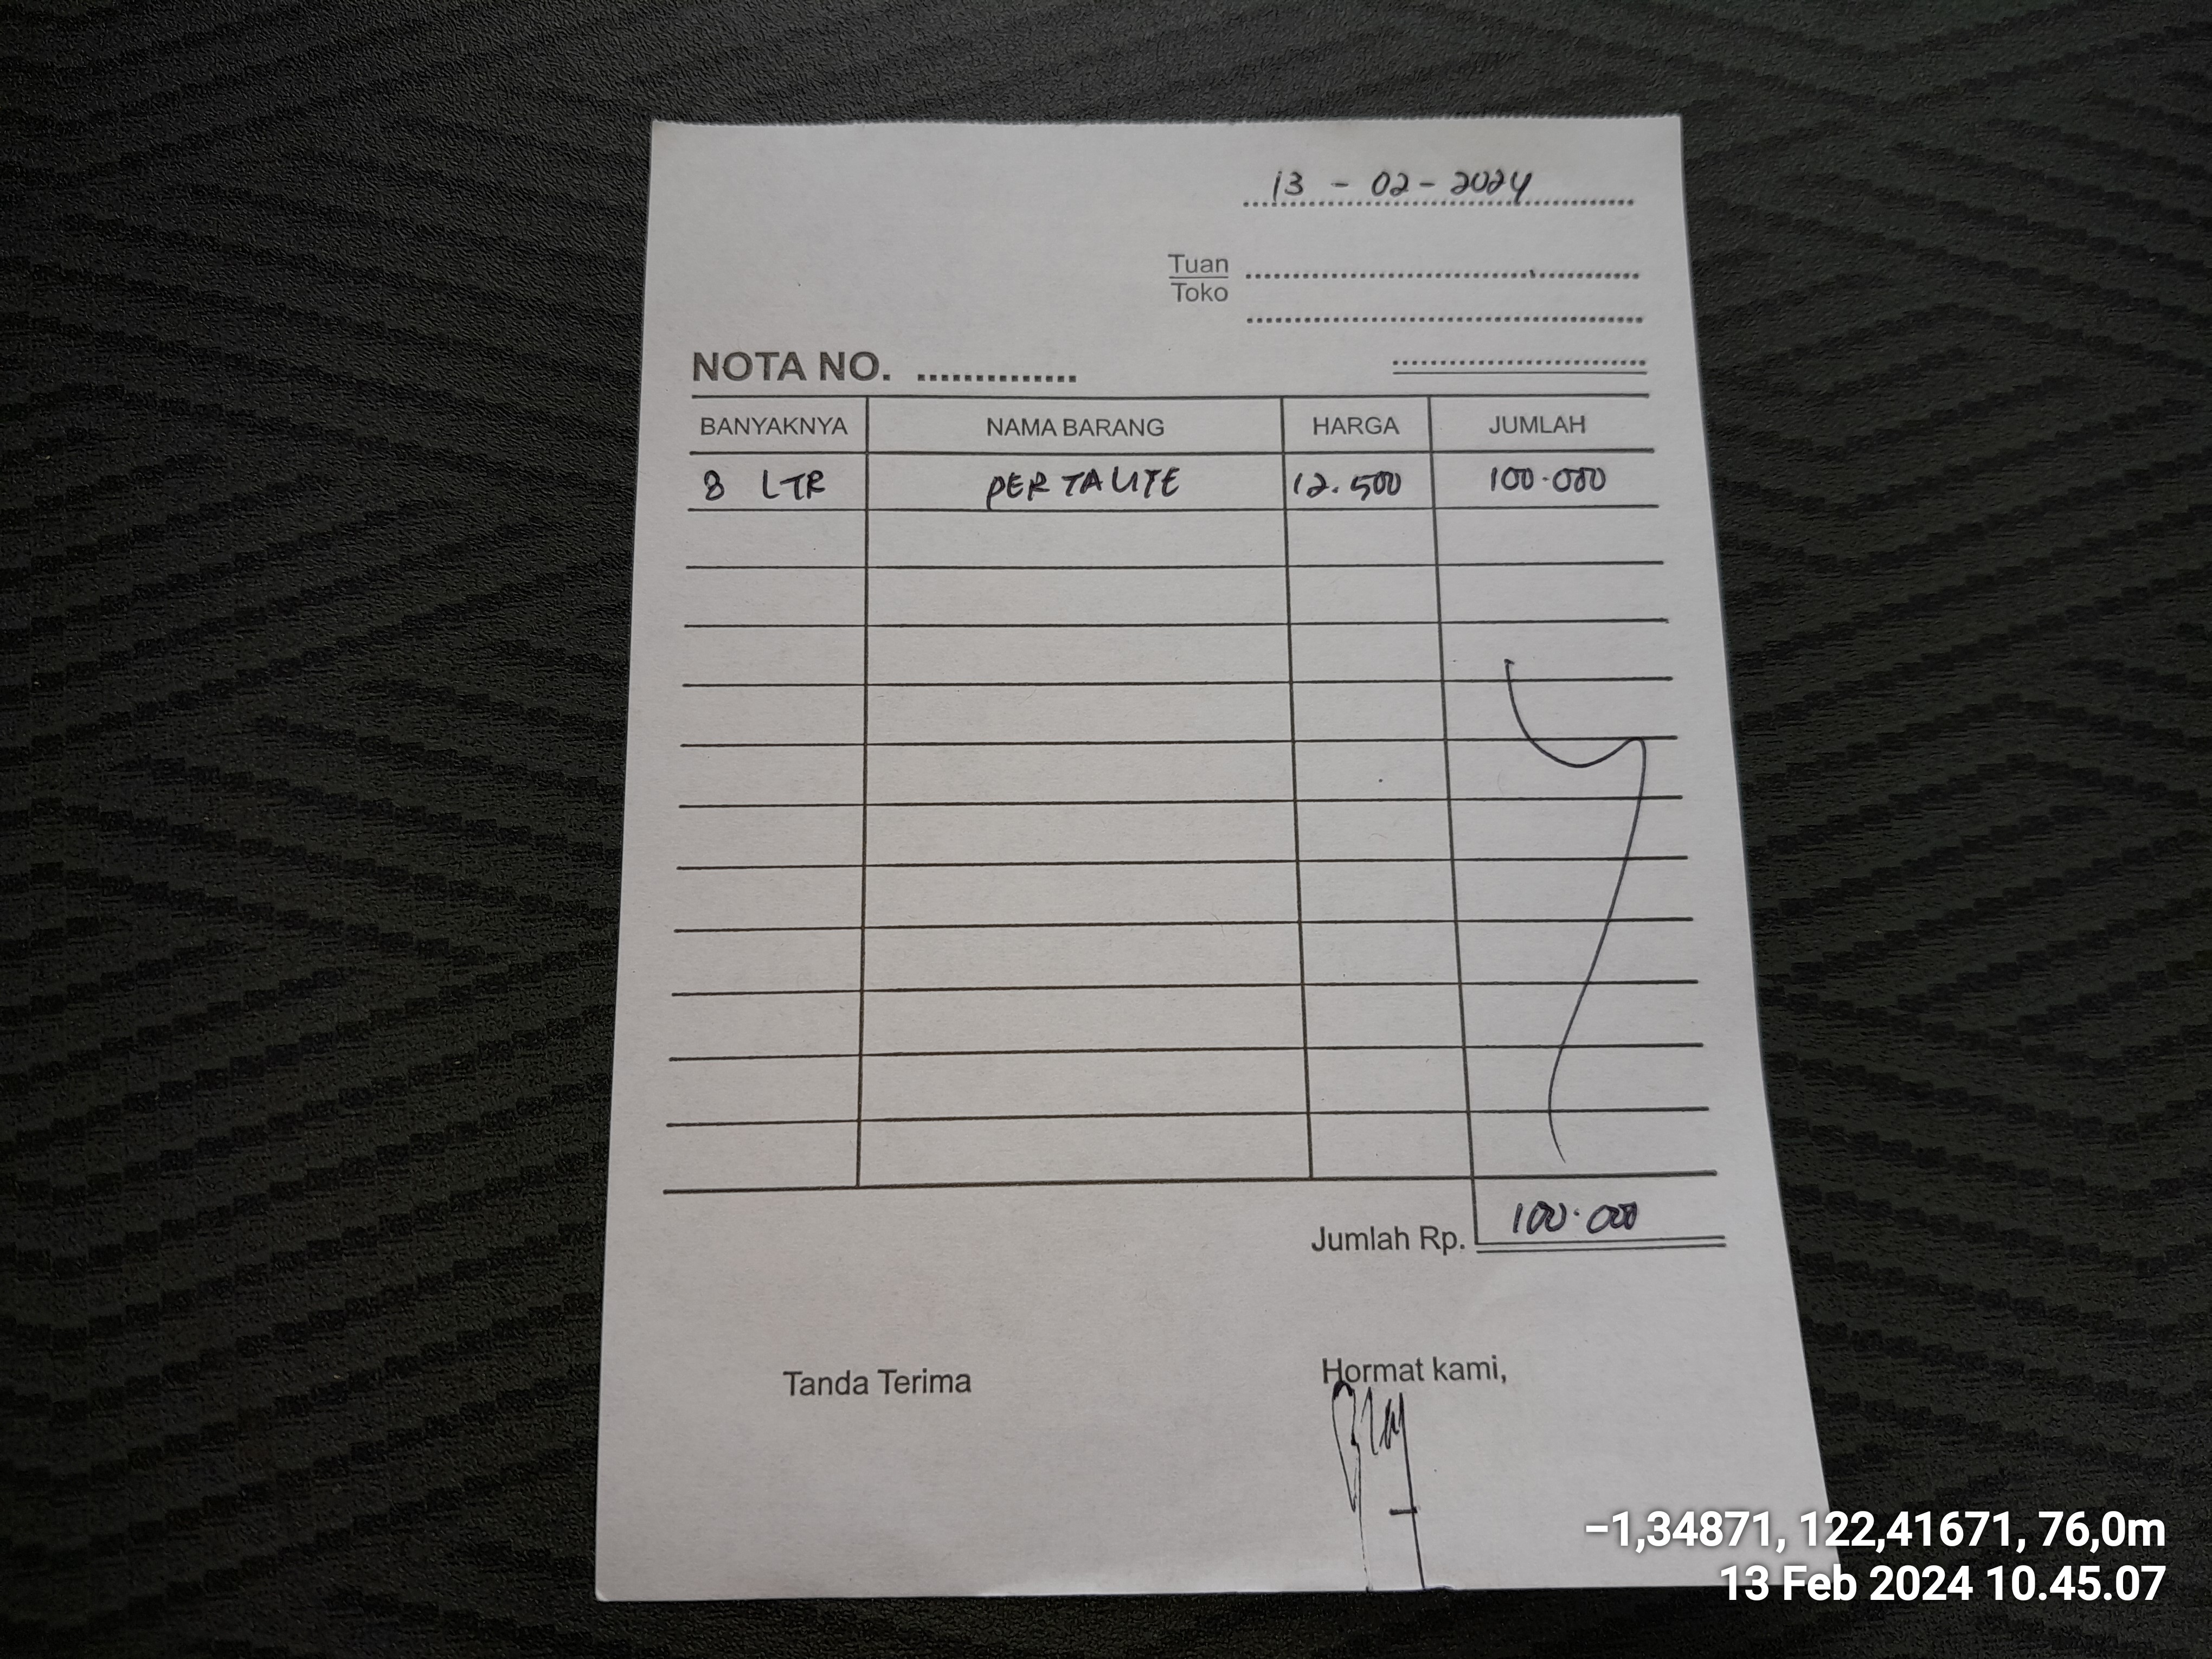 13 - 02 - 2024
Tuan
Toko
NOTA NO. ..............
BANYAKNYA NAMA BARANG HARGA JUMLAH
8 LTR PERTALITE 12.500 100.000
Jumlah Rp. 100.000
Tanda Terima Hormat kami,
−1,34871, 122,41671, 76,0m
13 Feb 2024 10.45.07